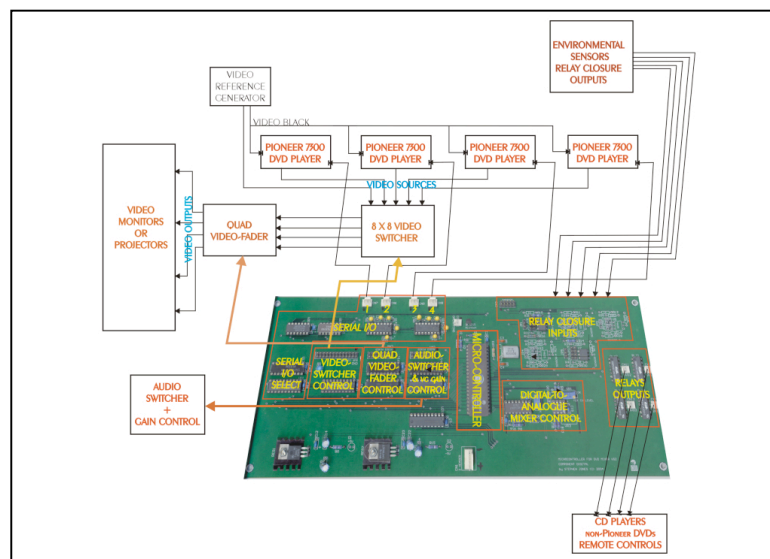 VIDEO
REFERENCE
GENERATOR
ENVIRONMENTAL
SENSORS
RELAY CLOSURE
OUTPUTS
VIDEO BLACK
PIONEER 7300
DVD PLAYER
PIONEER 7300
DVD PLAYER
PIONEER 7300
DVD PLAYER
PIONEER 7300
DVD PLAYER
VIDEO SOURCES
VIDEO
MONITORS
OR
PROJECTORS
VIDEO OUTPUTS
QUAD
VIDEO-FADER
8 X 8 VIDEO
SWITCHER
1 2 3 4
SERIAL I/O
RELAY CLOSURE
INPUTS
SERIAL
I/O
SELECT
VIDEO-
SWITCHER
CONTROL
QUAD
VIDEO-
FADER
CONTROL
AUDIO-
SWITCHER
& I/C GAIN
CONTROL
MICRO-CONTROLLER
DIGITAL-TO
ANALOGUE
MIXER CONTROL
RELAYS
OUTPUTS
AUDIO
SWITCHER
+
GAIN CONTROL
CD PLAYERS
NON-PIONEER DVDs
REMOTE CONTROLS